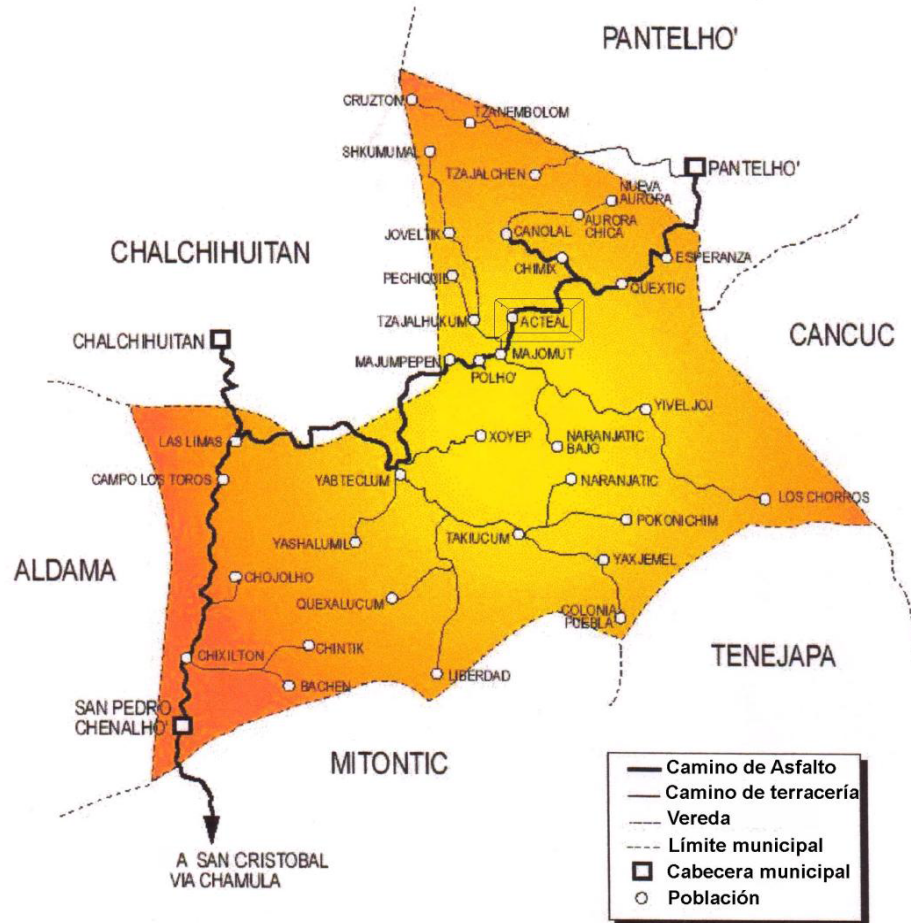 PANTELHO'
CRUZTON
TZANEMBOLOM
SHKUMUMAL
TZAJALCHEN
PANTELHO'
NUEVA
AURORA
AURORA
CHICA
CANOLAL
JOVELTIK
CHALCHIHUITAN
CHIMIX
ESPERANZA
PECHIQUIL
QUEXTIC
TZAJALHUKUM
ACTEAL
CANCUC
CHALCHIHUITAN
MAJUMPEPEN
MAJOMUT
POLHO'
YIVELJOJ
LAS LIMAS
XOYEP
NARANJATIC
BAJO
CAMPO LOS TOROS
YABTECLUM
NARANJATIC
LOS CHORROS
POKONICHIM
YASHALUMIL
TAKIUCUM
ALDAMA
YAXJEMEL
CHOJOLHO
QUEXALUCUM
COLONIA
PUEBLA
CHINTIK
CHIXILTON
TENEJAPA
LIBERDAD
BACHEN
SAN PEDRO
CHENALHO'
MITONTIC
Camino de Asfalto
Camino de terracería
Vereda
Límite municipal
Cabecera municipal
Población
A SAN CRISTOBAL
VIA CHAMULA